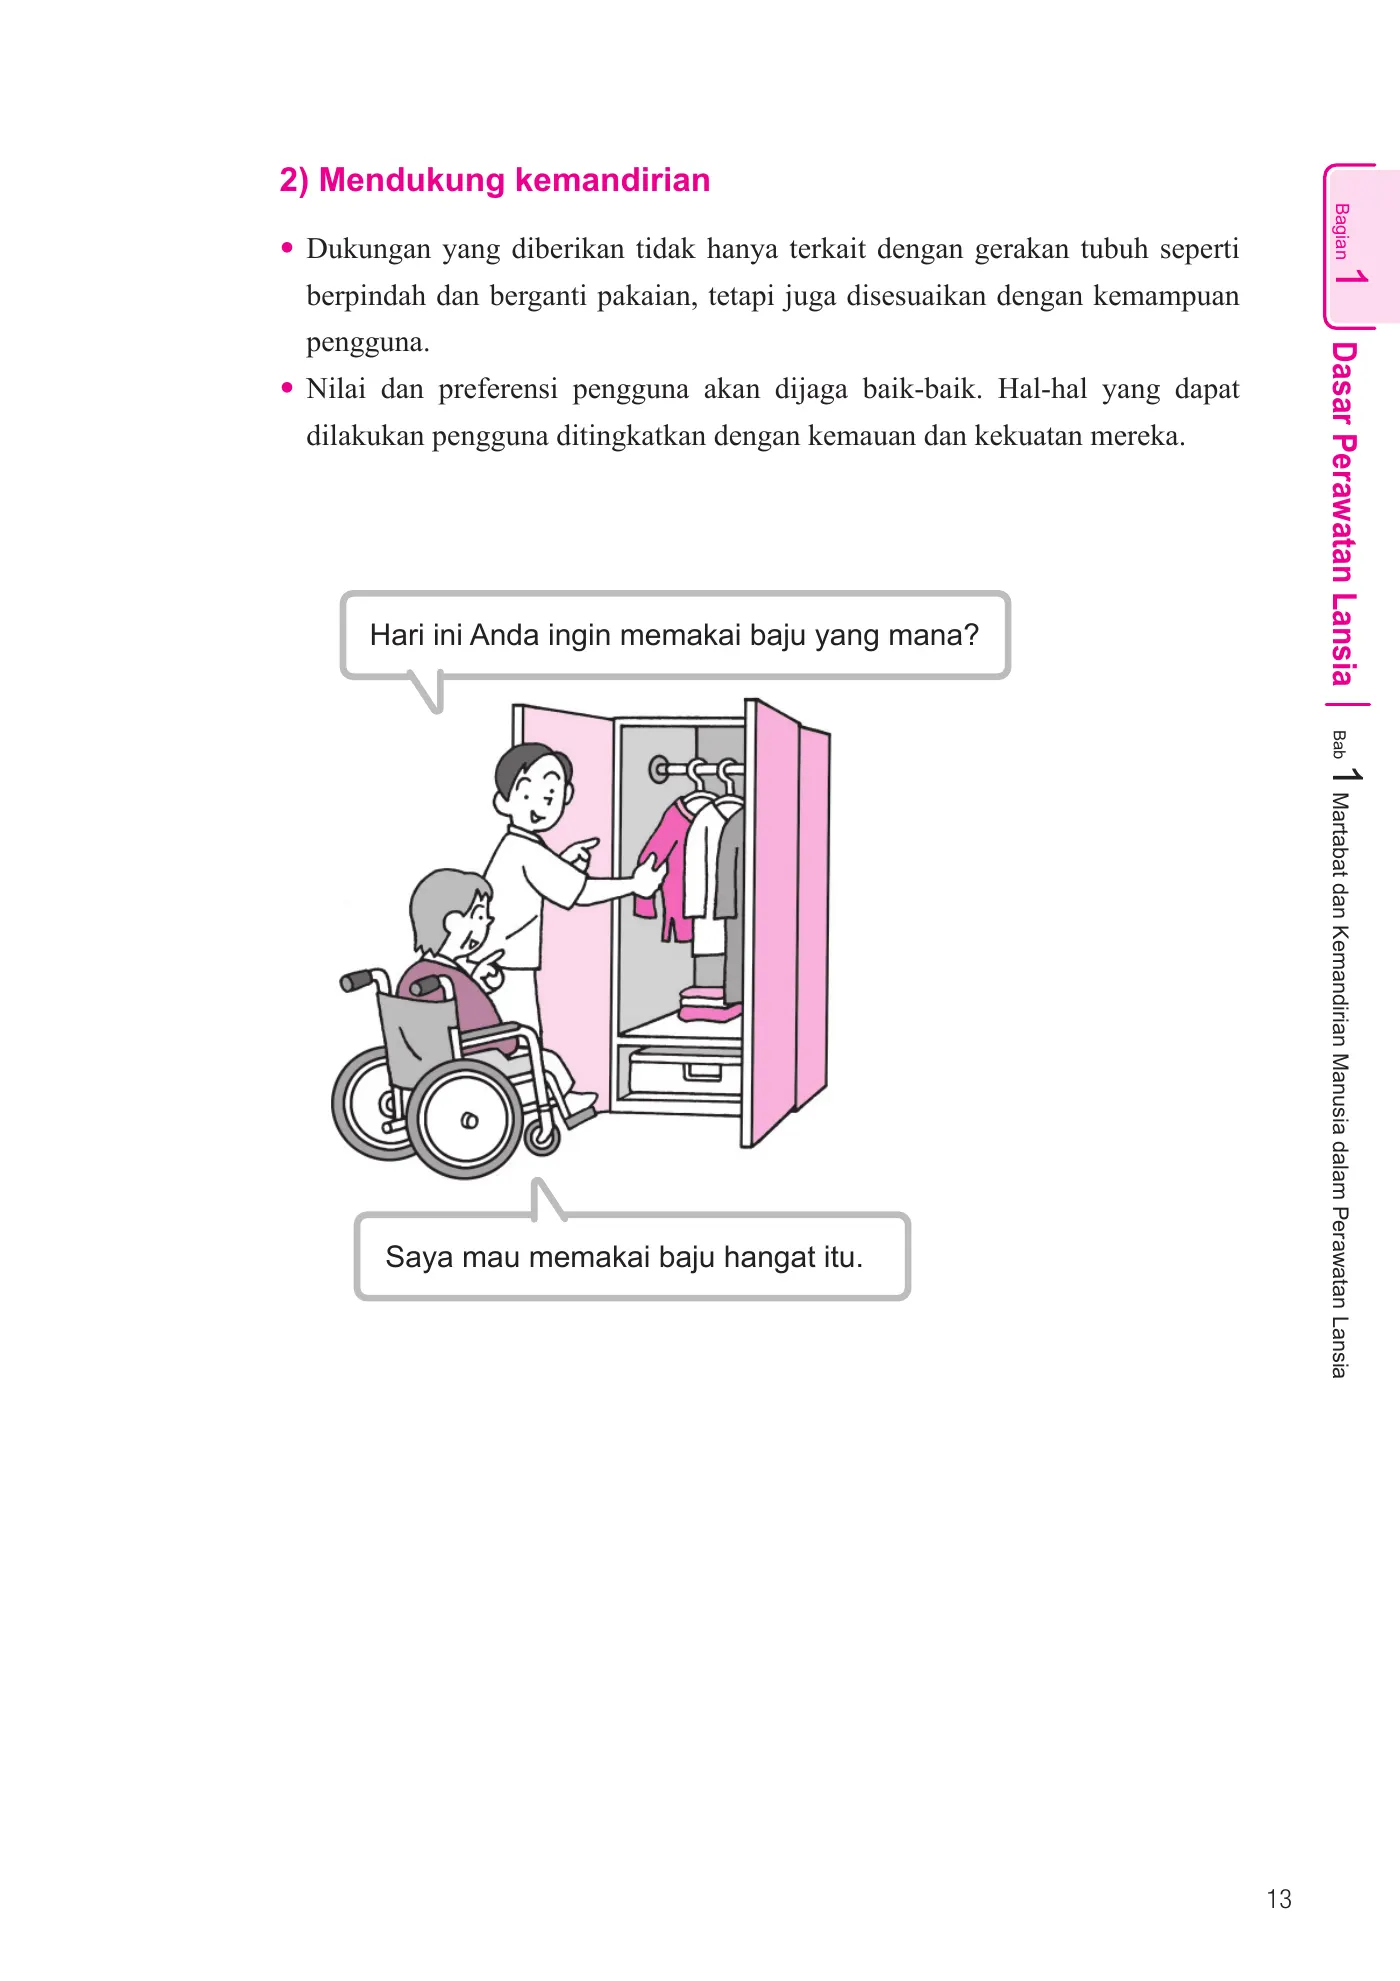 2) Mendukung kemandirian
• Dukungan yang diberikan tidak hanya terkait dengan gerakan tubuh seperti
berpindah dan berganti pakaian, tetapi juga disesuaikan dengan kemampuan
pengguna.
• Nilai dan preferensi pengguna akan dijaga baik-baik. Hal-hal yang dapat
dilakukan pengguna ditingkatkan dengan kemauan dan kekuatan mereka.
Hari ini Anda ingin memakai baju yang mana?
Saya mau memakai baju hangat itu.
Bagian 1
Dasar Perawatan Lansia
Bab 1 Martabat dan Kemandirian Manusia dalam Perawatan Lansia
13